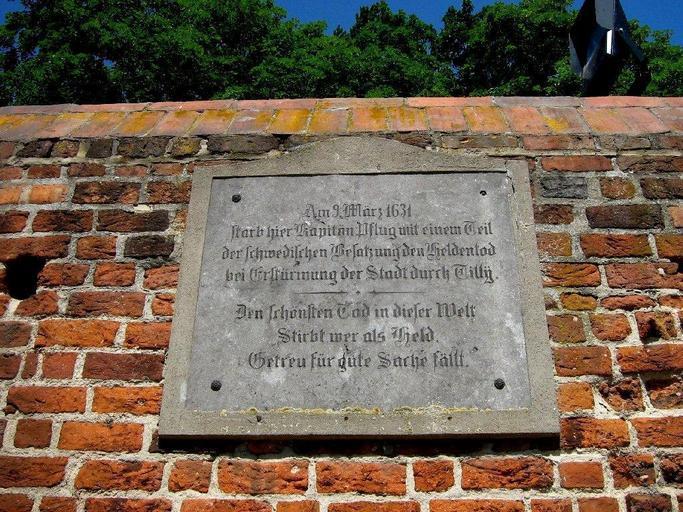 Am 9. März 1631
starb hier Kapitän Pflug mit einem Teil
der schwedischen Besatzung den Heldentod
bei Erstürmung der Stadt durch Tilly.
Den schönsten Tod in dieser Welt
Stirbt wer als Held.
Getreu für gute Sache fällt.